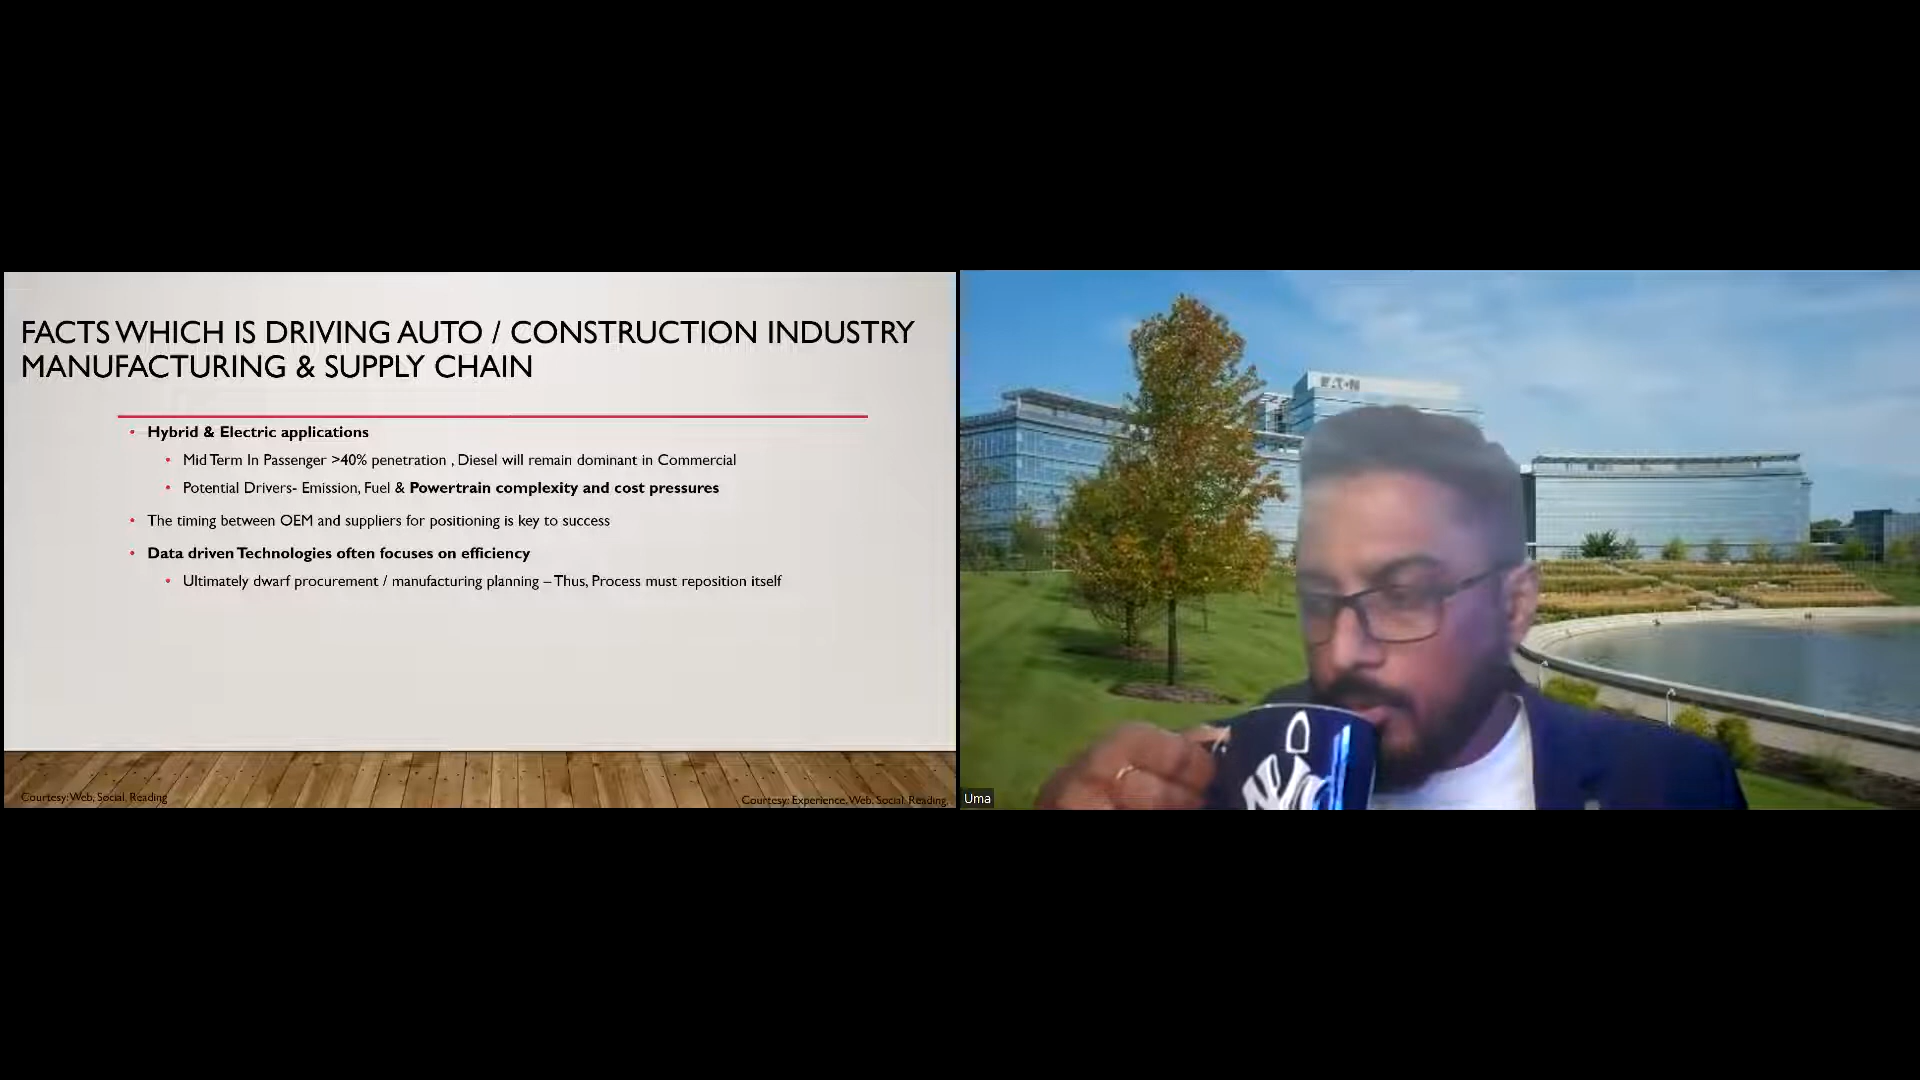 FACTS WHICH IS DRIVING AUTO / CONSTRUCTION INDUSTRY
MANUFACTURING & SUPPLY CHAIN
• Hybrid & Electric applications
• Mid Term In Passenger >40% penetration , Diesel will remain dominant in Commercial
• Potential Drivers- Emission, Fuel & Powertrain complexity and cost pressures
• The timing between OEM and suppliers for positioning is key to success
• Data driven Technologies often focuses on efficiency
• Ultimately dwarf procurement / manufacturing planning – Thus, Process must reposition itself
Courtesy: Web, Social, Reading
Courtesy: Experience, Web, Social, Reading,
EATON
Uma